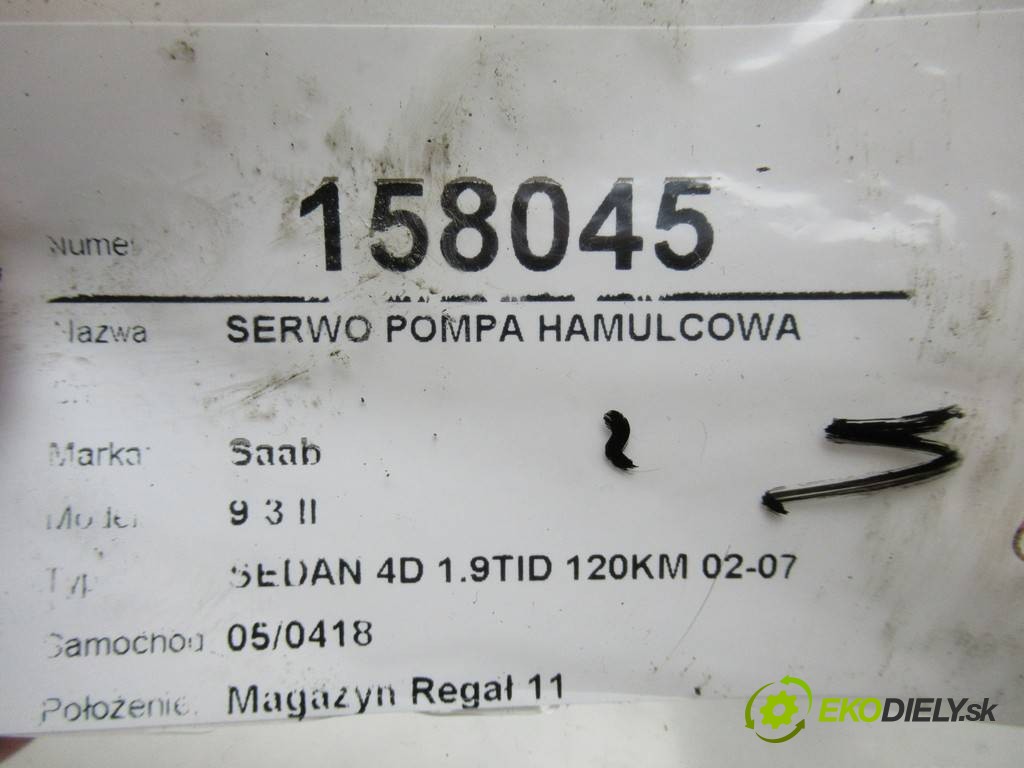 Numer 158045
Nazwa SERWO POMPA HAMULCOWA
Marka: Saab
Model 9 3 II
Typ SEDAN 4D 1.9TID 120KM 02-07
Samochód: 05/0418
Położenie: Magazyn Regał 11
EKODIELY.sk